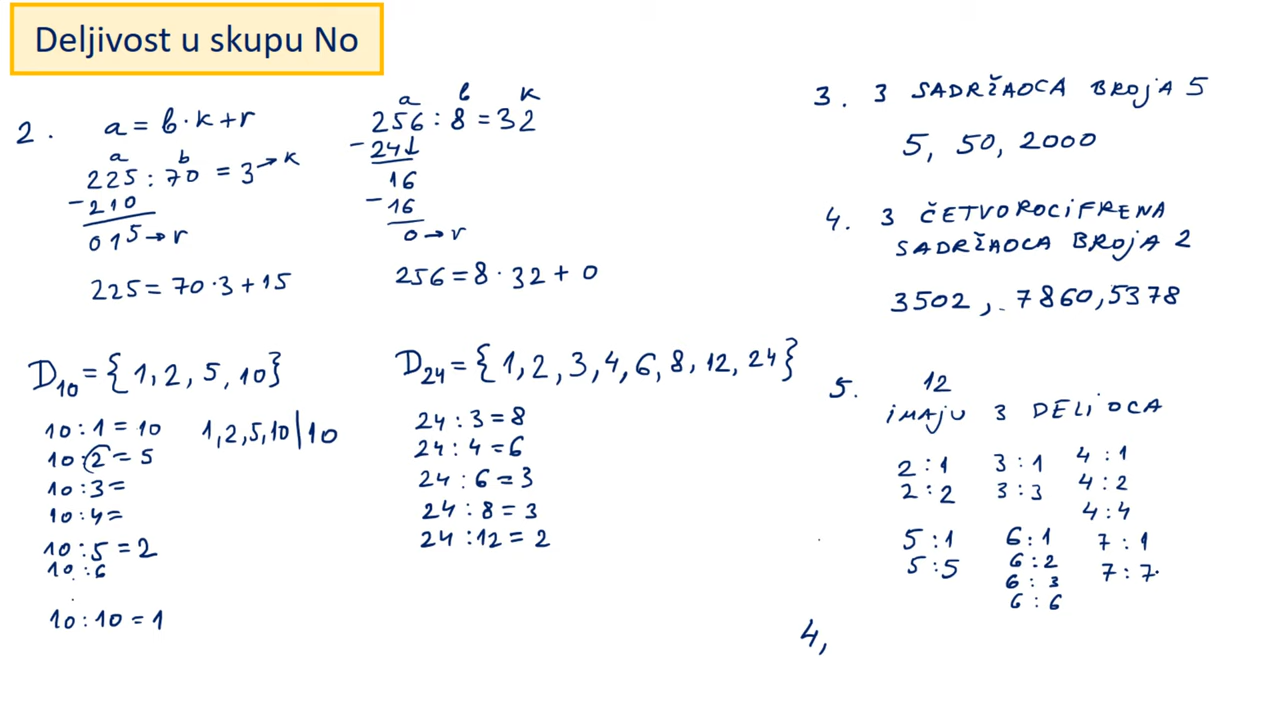 Deljivost u skupu No
2. a = b · k + r
a b
225 : 70 = 3 → k
- 210
015 → r
225 = 70 · 3 + 15
a b k
256 : 8 = 32
- 24↓
16
- 16
0 → r
256 = 8 · 32 + 0
D10 = {1, 2, 5, 10}
10 : 1 = 10
10 : 2 = 5
10 : 3 =
10 : 4 =
10 : 5 = 2
10 : 6
10 : 10 = 1
1, 2, 5, 10 | 10
D24 = {1, 2, 3, 4, 6, 8, 12, 24}
24 : 3 = 8
24 : 4 = 6
24 : 6 = 3
24 : 8 = 3
24 : 12 = 2
3. 3 SADRŽAOCA BROJA 5
5, 50, 2000
4. 3 ČETVOROCIFRENA
SADRŽAOCA BROJA 2
3502, 7860, 5378
5. 12
IMAJU 3 DELIOCA
2 : 1 3 : 1 4 : 1
2 : 2 3 : 3 4 : 2
4 : 4
5 : 1 6 : 1 7 : 1
5 : 5 6 : 2 7 : 7
6 : 3
6 : 6
4,